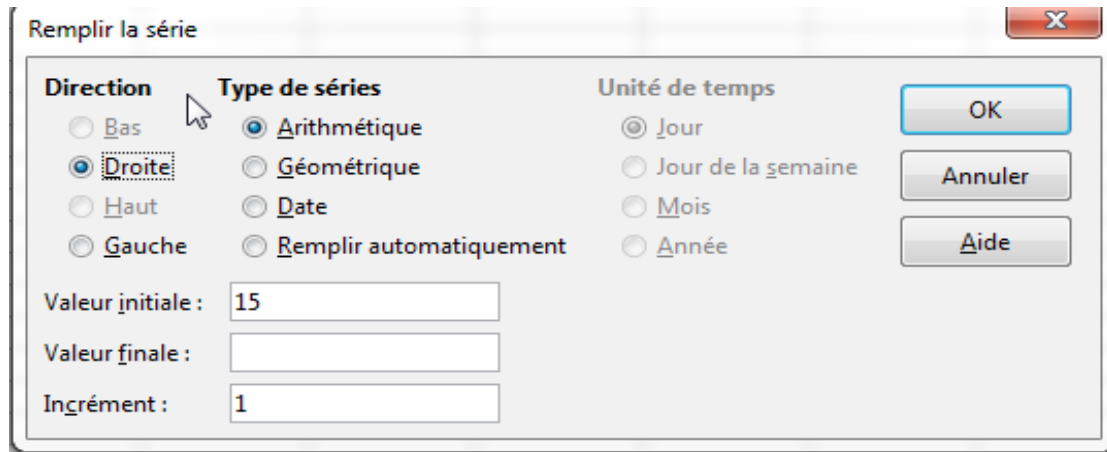 Remplir la série
Direction
Bas
Droite
Haut
Gauche
Type de séries
Arithmétique
Géométrique
Date
Remplir automatiquement
Unité de temps
Jour
Jour de la semaine
Mois
Année
OK
Annuler
Aide
Valeur initiale : 15
Valeur finale :
Incrément : 1